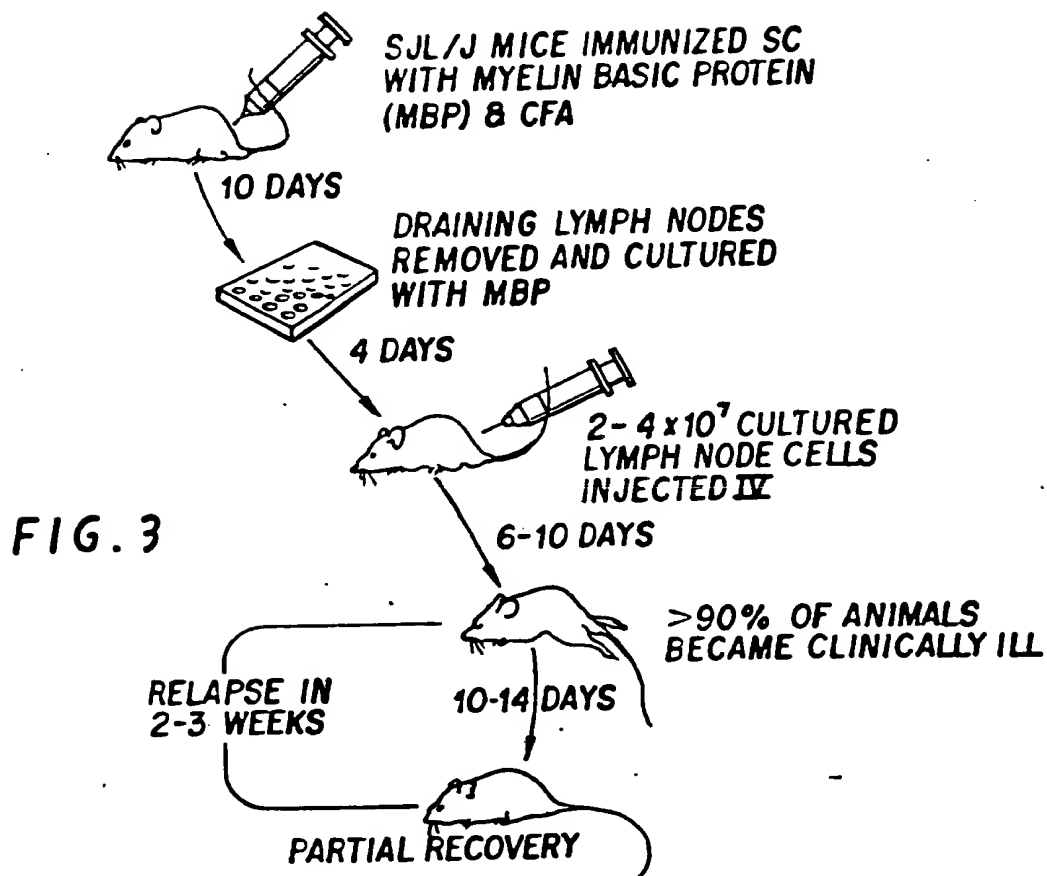 SJL/J MICE IMMUNIZED SC
WITH MYELIN BASIC PROTEIN
(MBP) & CFA
10 DAYS
DRAINING LYMPH NODES
REMOVED AND CULTURED
WITH MBP
4 DAYS
2-4 x 10⁷ CULTURED
LYMPH NODE CELLS
INJECTED IV
FIG. 3
6-10 DAYS
>90% OF ANIMALS
BECAME CLINICALLY ILL
RELAPSE IN
2-3 WEEKS
10-14 DAYS
PARTIAL RECOVERY